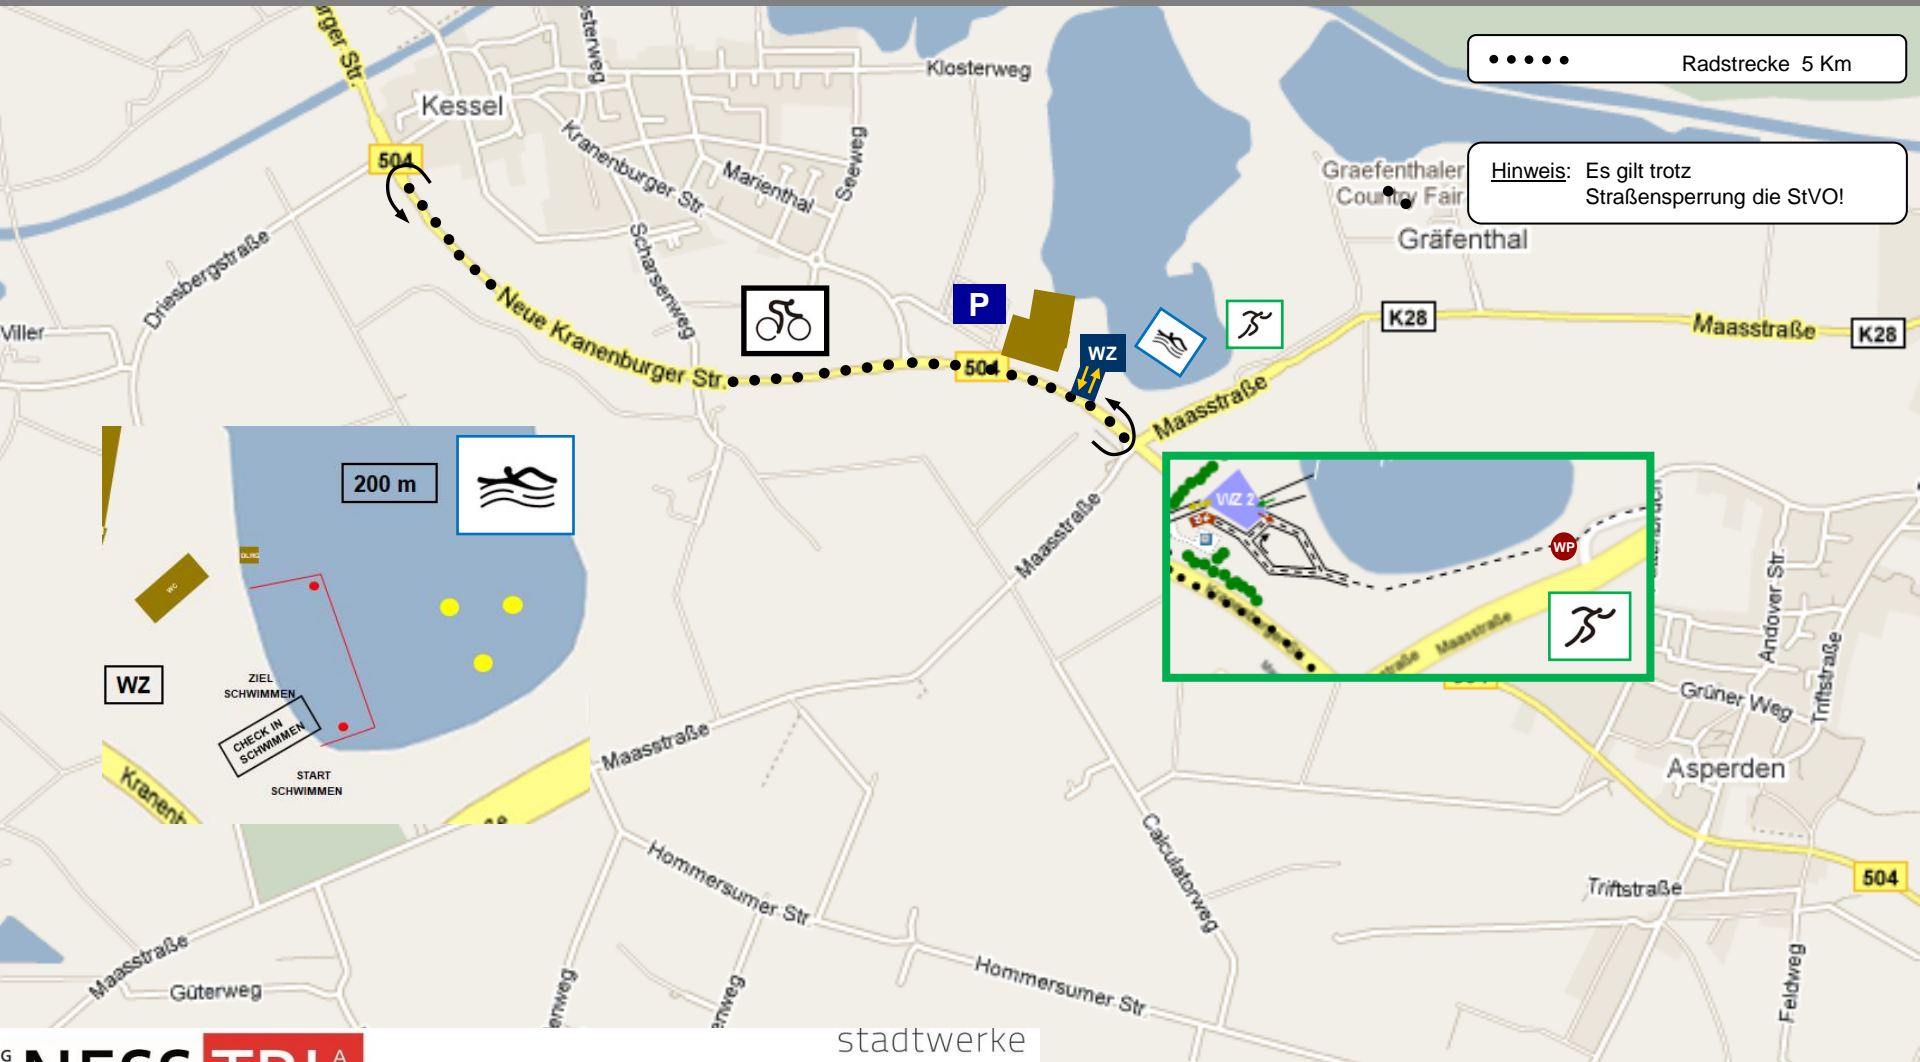 Radstrecke 5 Km
Hinweis: Es gilt trotz
Straßensperrung die StVO!
Klosterweg
Kessel
504
Kranenburger Str.
Marienthal
Seeweg
Graefenthaler
Country Fair
Gräfenthal
Driesbergstraße
Scharsenweg
Viller
Neue Kranenburger Str.
P
504
WZ
K28
Maasstraße
K28
Maasstraße
200 m
DLRG
WC
WZ
ZIEL
SCHWIMMEN
CHECK IN
SCHWIMMEN
START
SCHWIMMEN
Maasstraße
WZ 2
WP
Maasstraße
Andover Str.
Triftstraße
Grüner Weg
Asperden
Maasstraße
Calculatorweg
Hommersumer Str.
Triftstraße
504
Maasstraße
Güterweg
Hommersumer Str.
Feldweg
stadtwerke